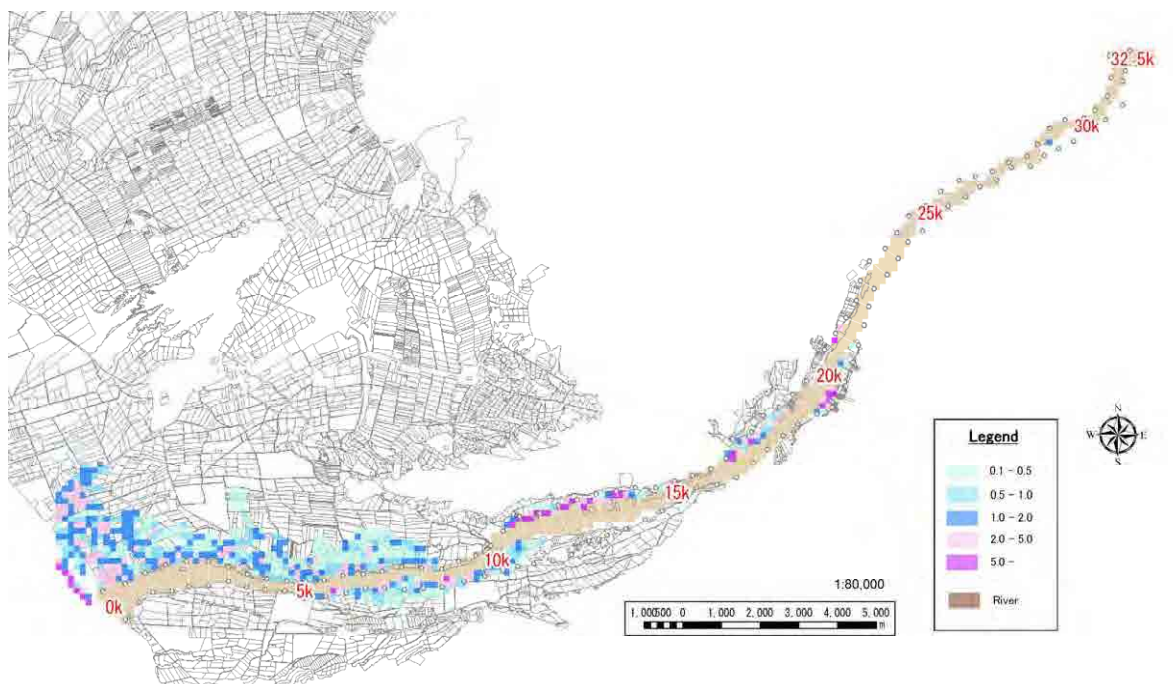 32.5k
30k
25k
20k
15k
10k
5k
0k
N
W E
S
Legend
0.1 - 0.5
0.5 - 1.0
1.0 - 2.0
2.0 - 5.0
5.0 -
River
1:80,000
1,000500 0 1,000 2,000 3,000 4,000 5,000
m